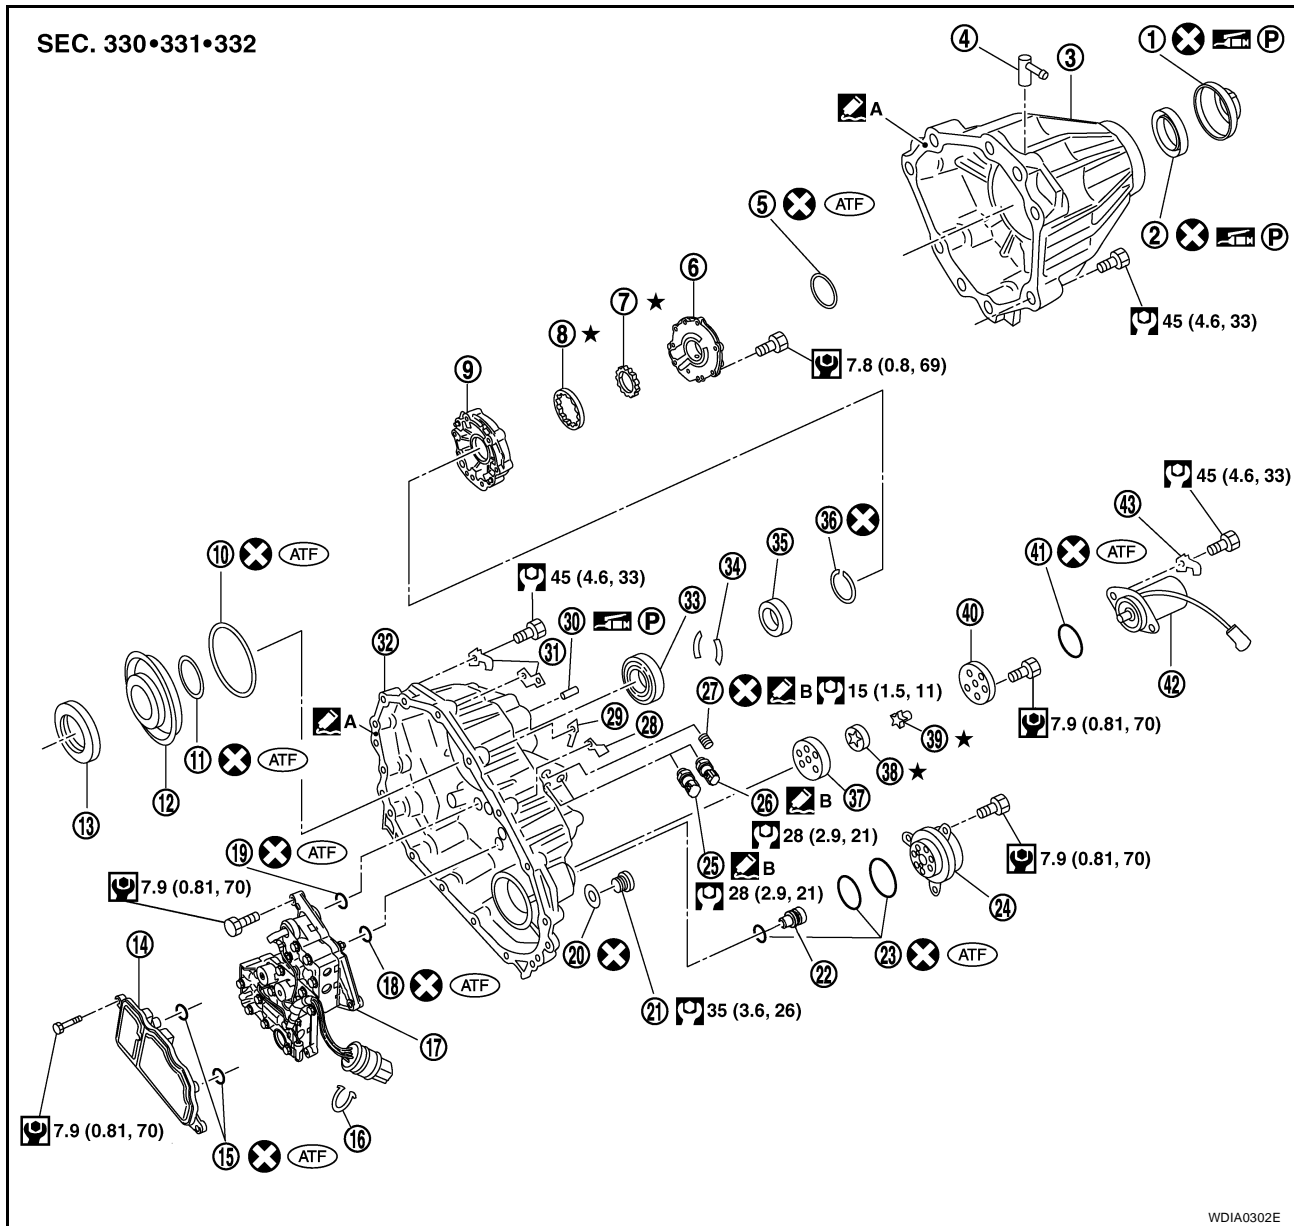 SEC. 330•331•332
4
3
1 P
A
2 P
5 ATF
6
45 (4.6, 33)
7 ★
8 ★
7.8 (0.8, 69)
9
45 (4.6, 33)
43
36
41 ATF
10 ATF
35
34
45 (4.6, 33)
33
30 P
40
32
31
42
27 B 15 (1.5, 11)
A
29
28
7.9 (0.81, 70)
39 ★
11 ATF
38 ★
12
37
26 B
13
28 (2.9, 21)
19 ATF
25 B
7.9 (0.81, 70)
7.9 (0.81, 70)
28 (2.9, 21)
24
14
20
22
23 ATF
18 ATF
21 35 (3.6, 26)
17
7.9 (0.81, 70)
16
15 ATF
WDIA0302E